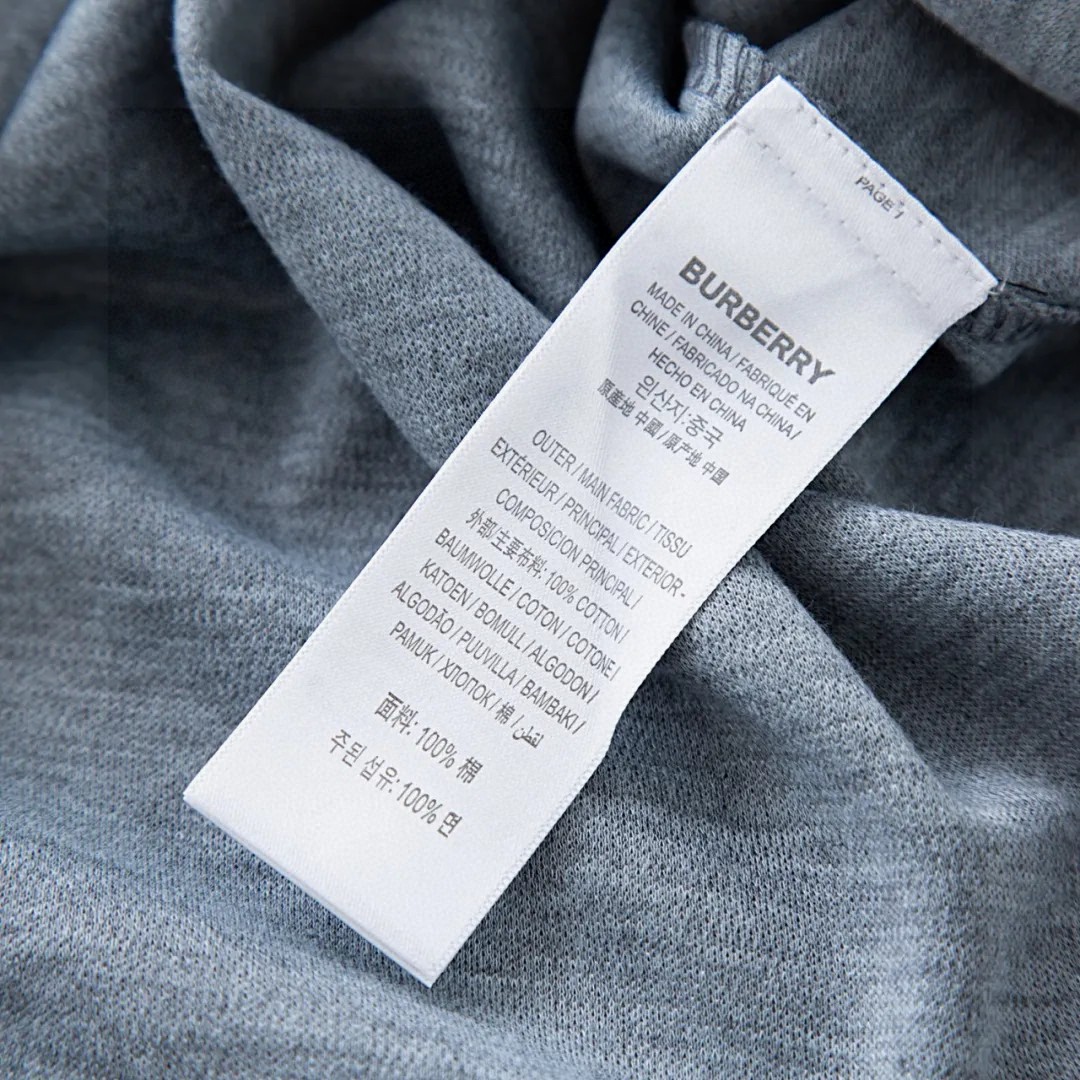 PAGE 1
BURBERRY
MADE IN CHINA / FABRIQUÉ EN
CHINE / FABRICADO NA CHINA /
HECHO EN CHINA
원산지:중국
原產地 中國 / 原产地 中國
OUTER / MAIN FABRIC / TISSU
EXTÉRIEUR / PRINCIPAL / EXTERIOR -
COMPOSICION PRINCIPAL /
外部/主要布料: 100% COTTON /
BAUMWOLLE / COTON / COTONE /
KATOEN / BOMULL / ALGODON /
ALGODÃO / PUUVILLA / BAMBAKI /
PAMUK / ХЛОПОК / 棉 / لقطن
面料: 100% 棉
주된 섬유: 100% 면